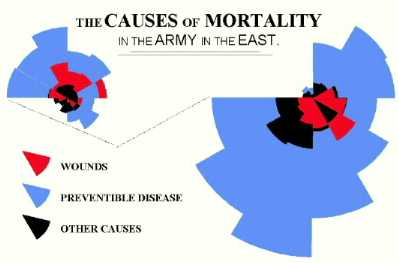 THE CAUSES OF MORTALITY
IN THE ARMY IN THE EAST.
WOUNDS
PREVENTIBLE DISEASE
OTHER CAUSES